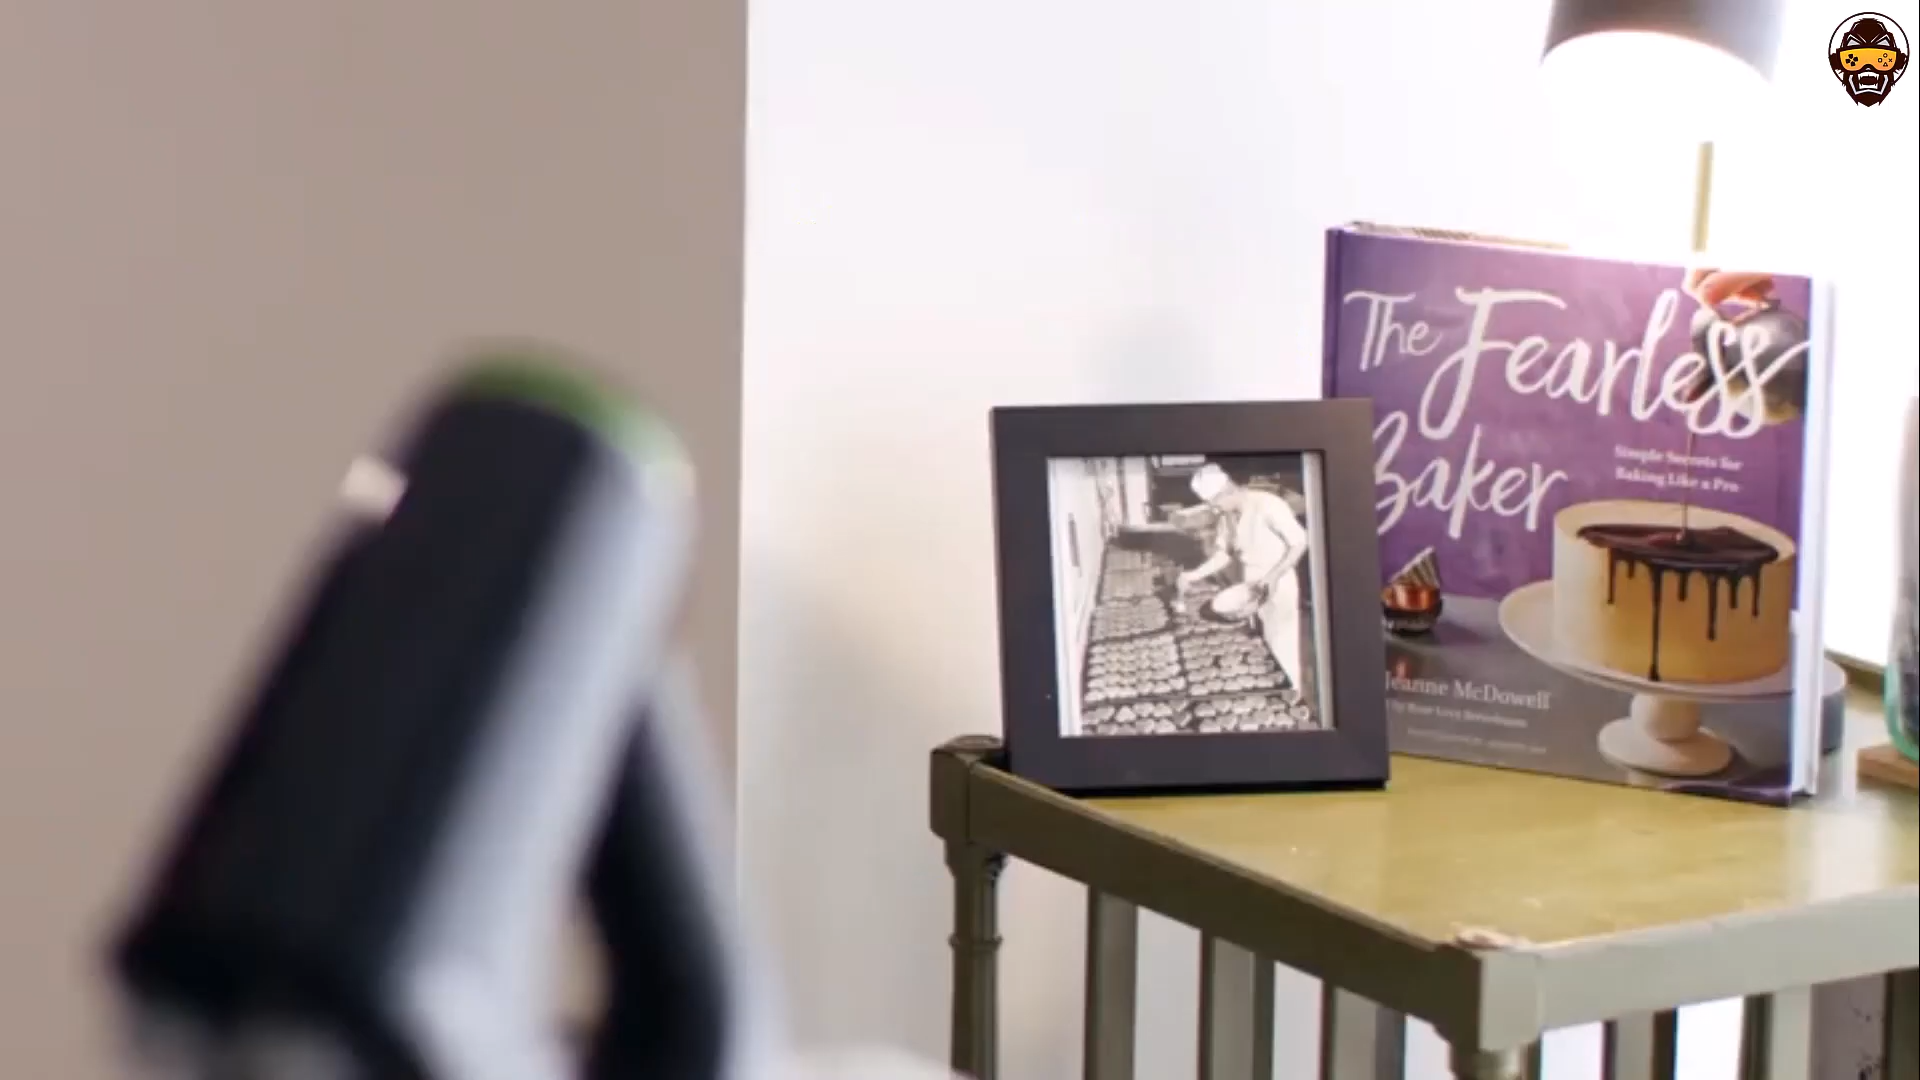 The Fearless
Baker
Simple Secrets for
Baking Like a Pro
Jeanne McDowell